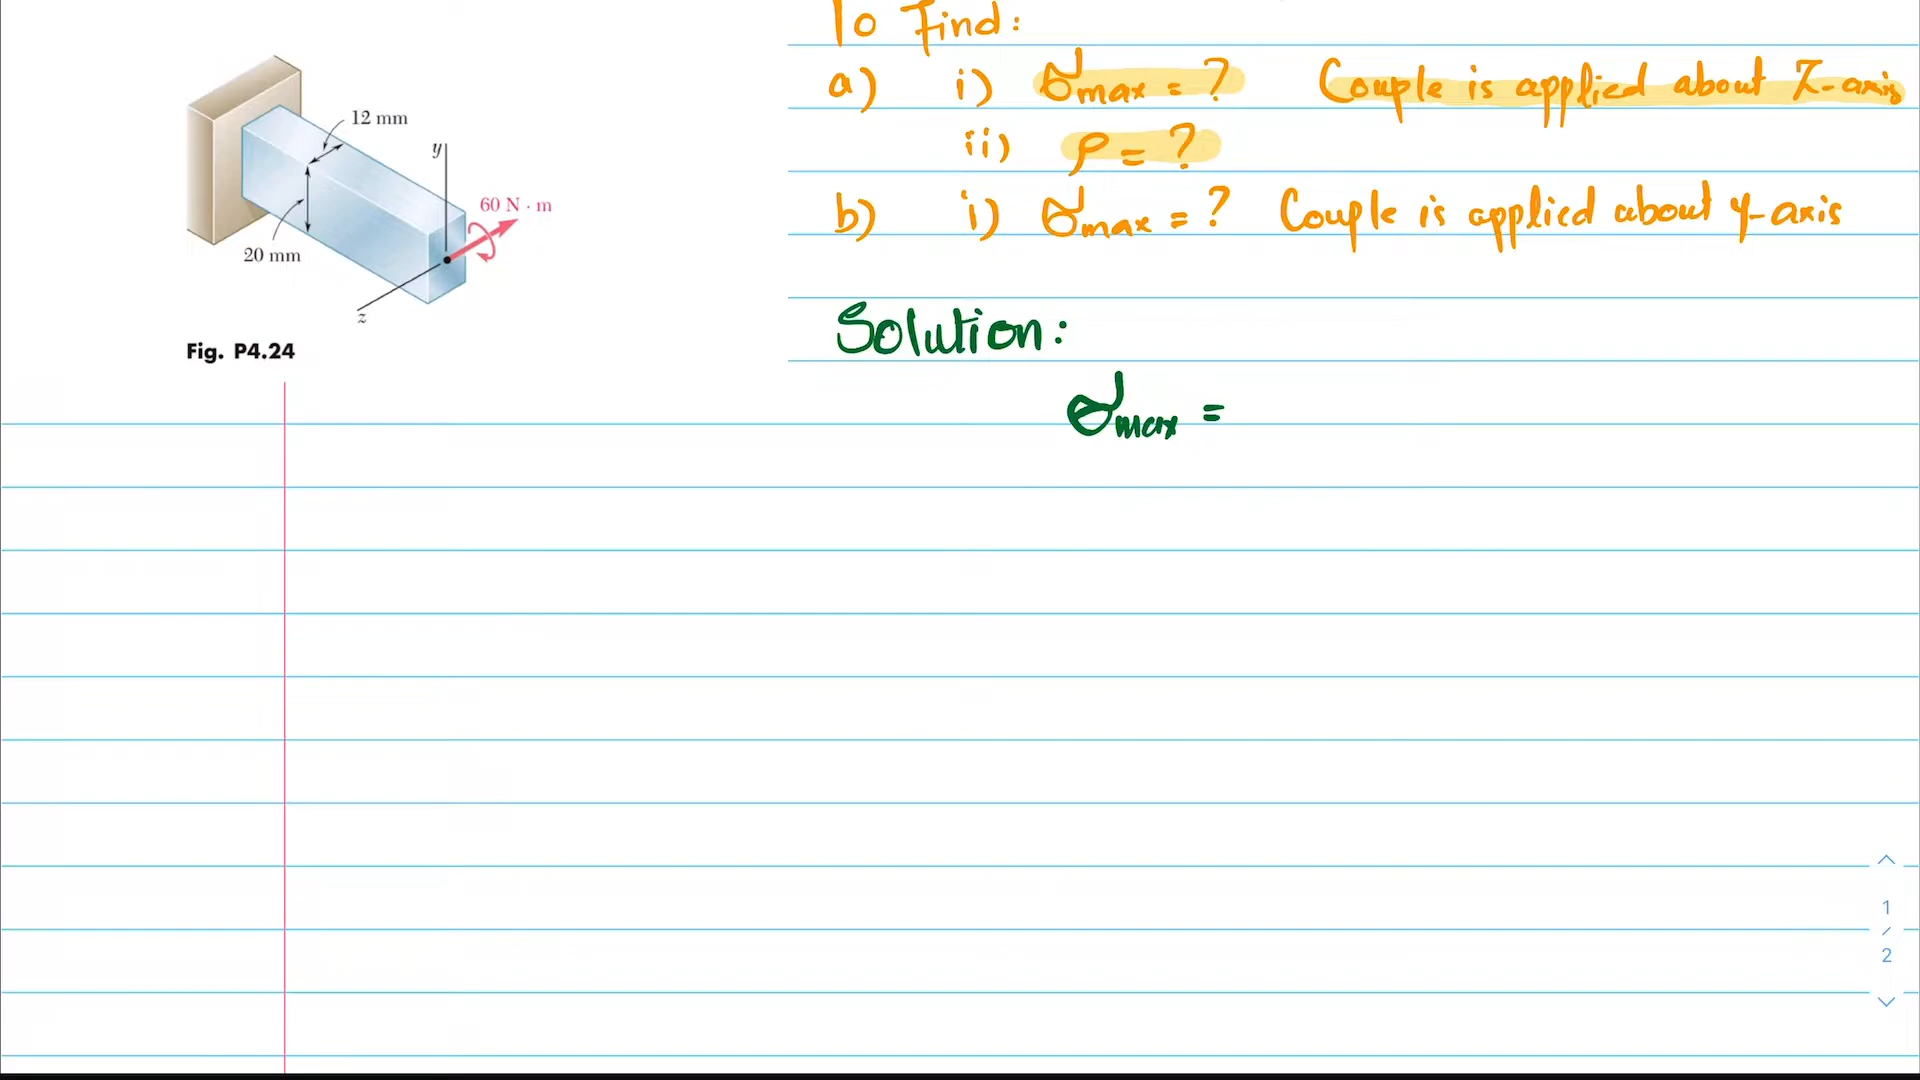 To Find:
a) i) σmax = ? Couple is applied about Z-axis
ii) ρ = ?
b) i) σmax = ? Couple is applied about y-axis
Solution:
σmax =
12 mm
y
60 N · m
20 mm
z
Fig. P4.24
1
/
2